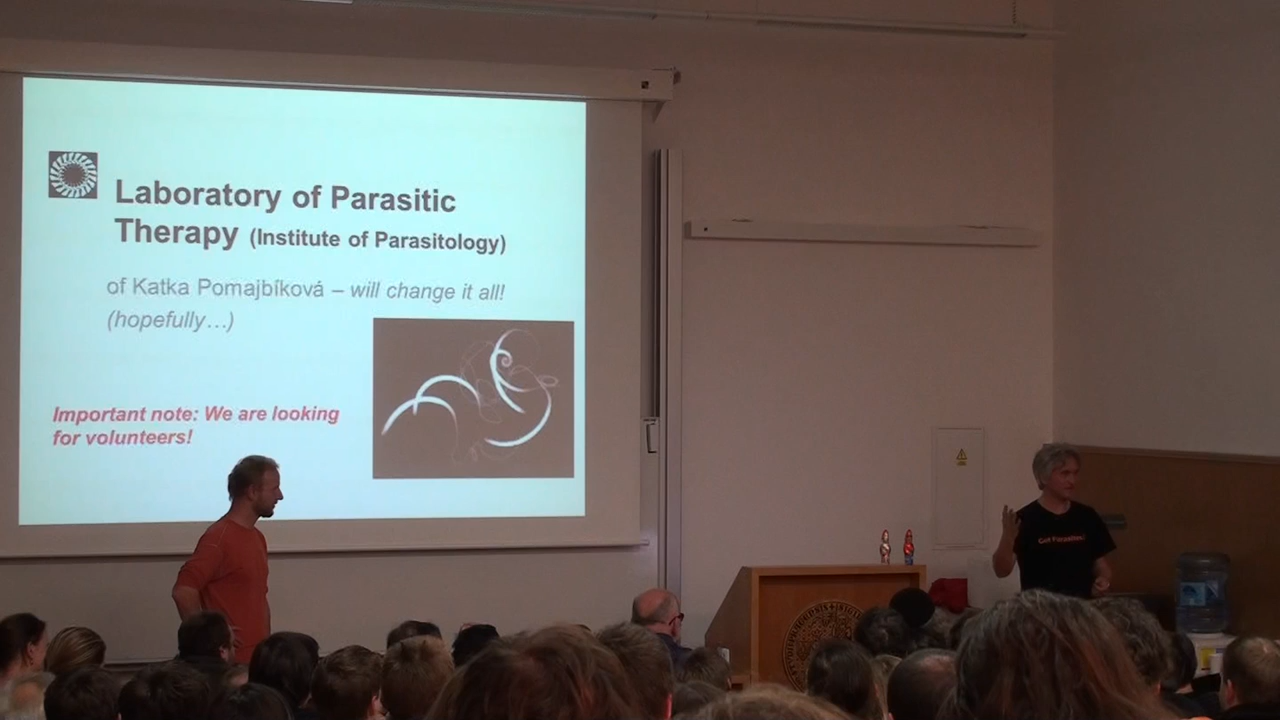 Laboratory of Parasitic
Therapy (Institute of Parasitology)
of Katka Pomajbíková – will change it all!
(hopefully…)
Important note: We are looking
for volunteers!
Got Parasites?